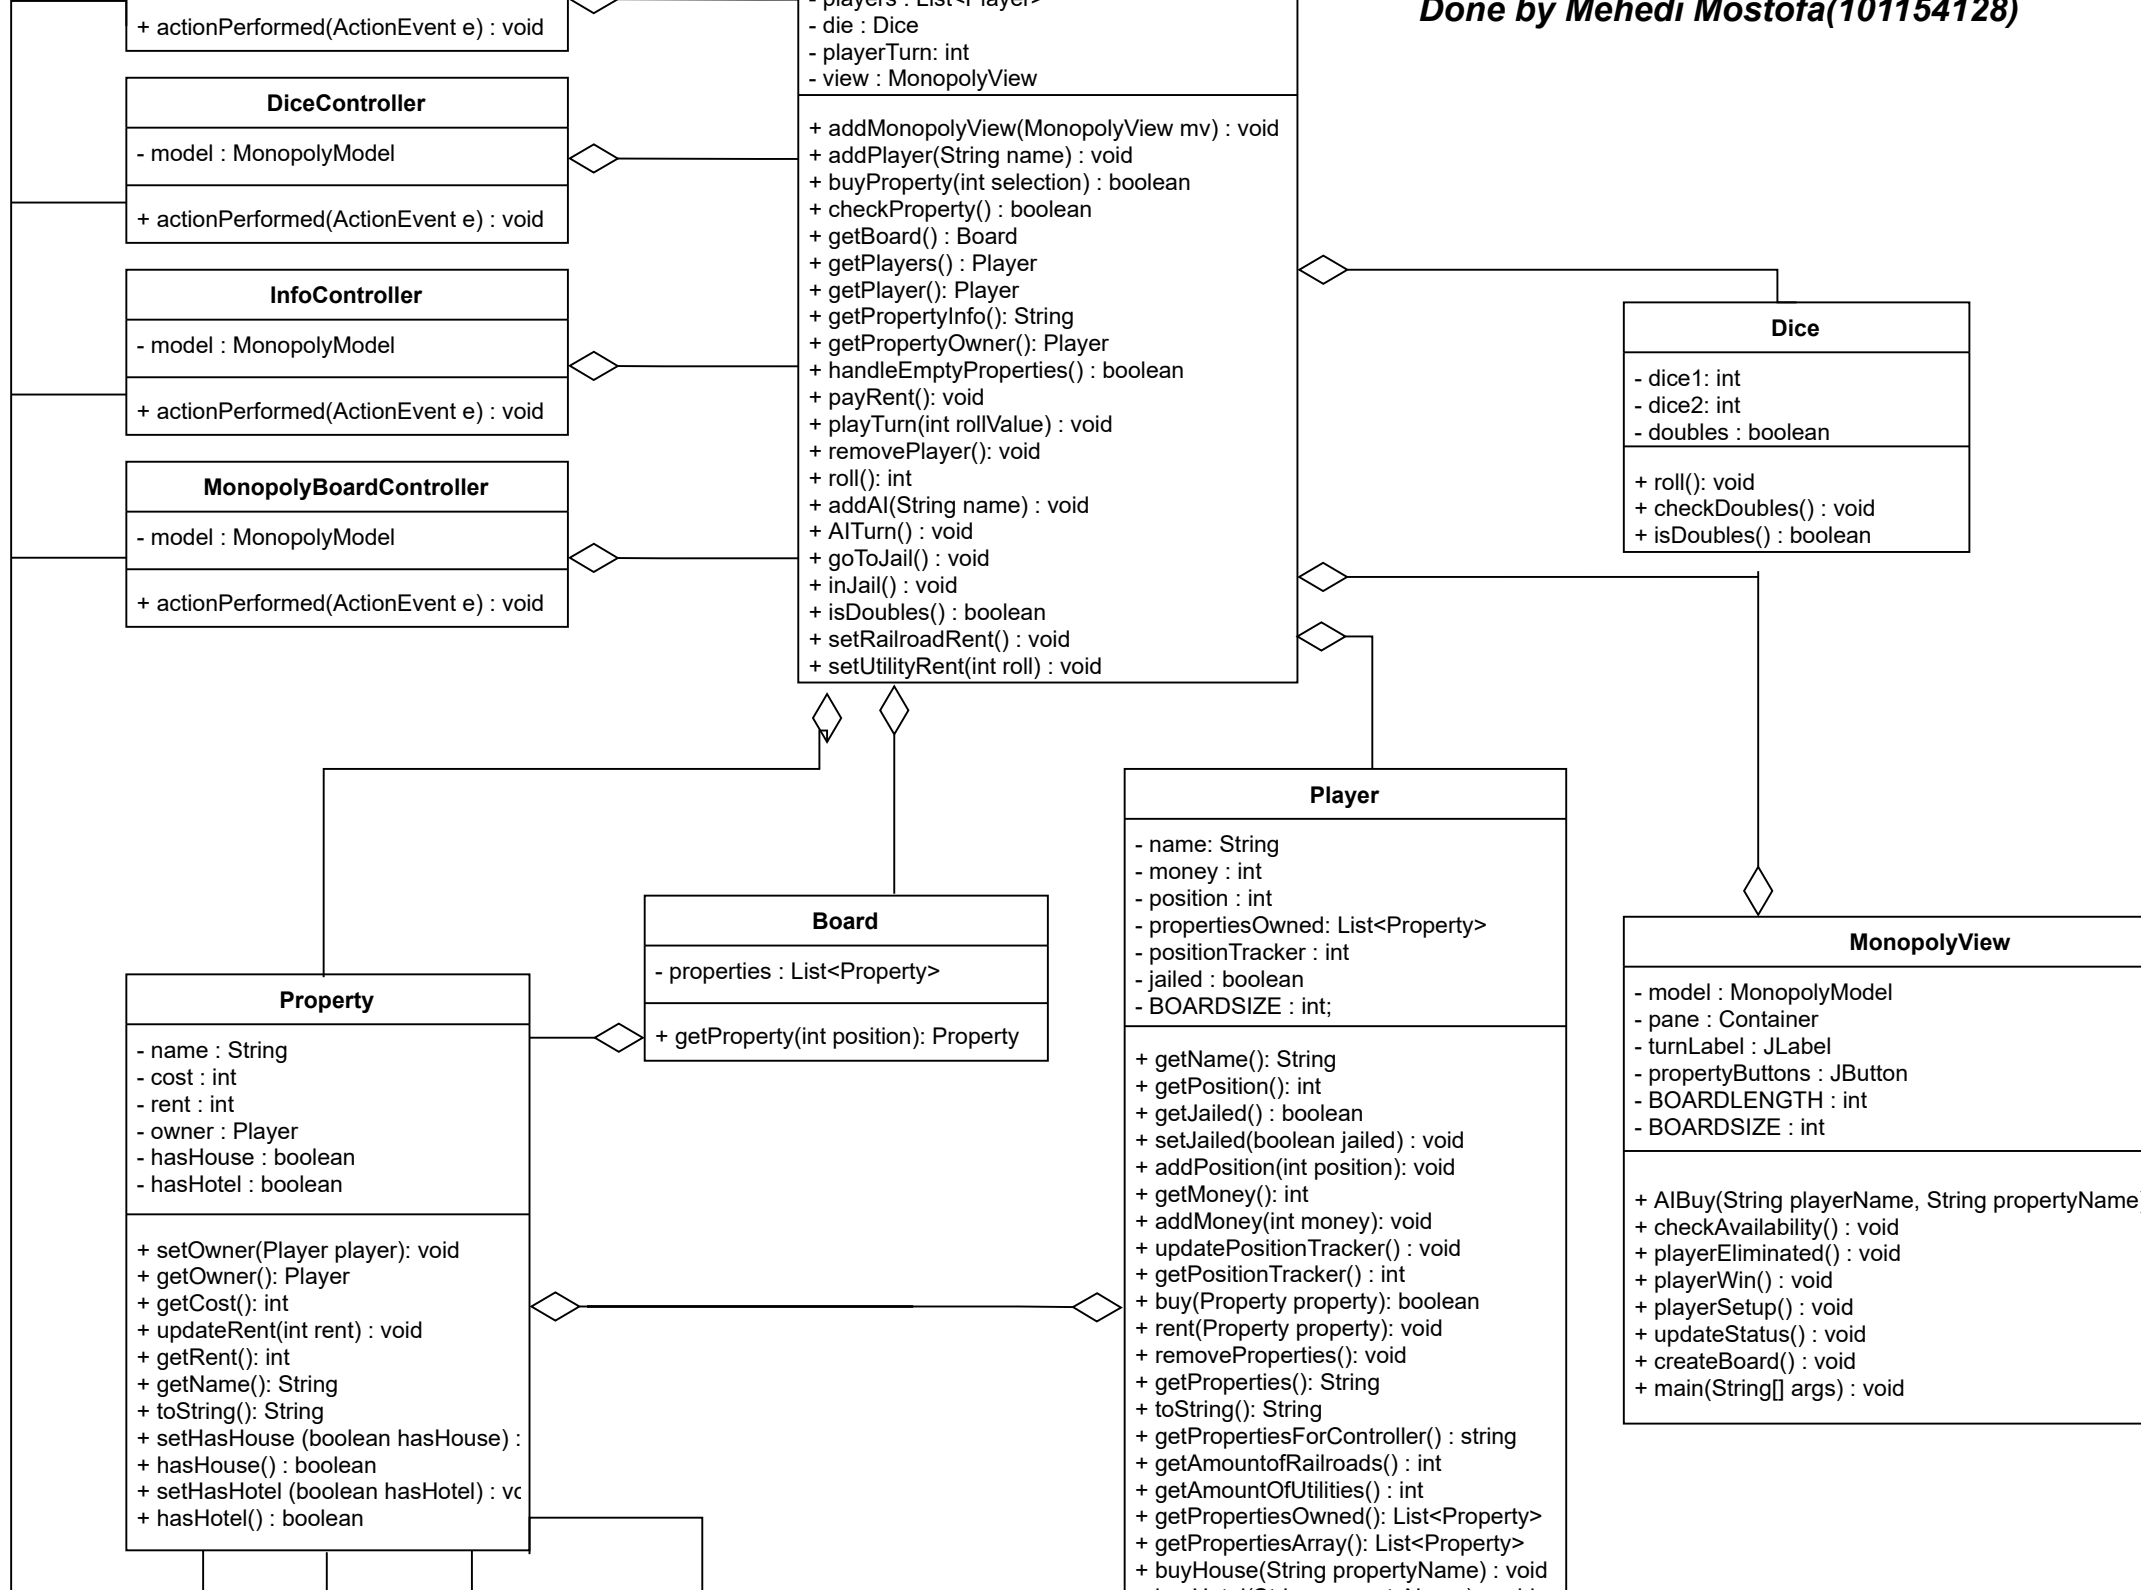 + actionPerformed(ActionEvent e) : void
DiceController
- model : MonopolyModel
+ actionPerformed(ActionEvent e) : void
InfoController
- model : MonopolyModel
+ actionPerformed(ActionEvent e) : void
MonopolyBoardController
- model : MonopolyModel
+ actionPerformed(ActionEvent e) : void
- players : List<Player>
- die : Dice
- playerTurn: int
- view : MonopolyView
+ addMonopolyView(MonopolyView mv) : void
+ addPlayer(String name) : void
+ buyProperty(int selection) : boolean
+ checkProperty() : boolean
+ getBoard() : Board
+ getPlayers() : Player
+ getPlayer(): Player
+ getPropertyInfo(): String
+ getPropertyOwner(): Player
+ handleEmptyProperties() : boolean
+ payRent(): void
+ playTurn(int rollValue) : void
+ removePlayer(): void
+ roll(): int
+ addAI(String name) : void
+ AITurn() : void
+ goToJail() : void
+ inJail() : void
+ isDoubles() : boolean
+ setRailroadRent() : void
+ setUtilityRent(int roll) : void
Done by Mehedi Mostofa(101154128)
Dice
- dice1: int
- dice2: int
- doubles : boolean
+ roll(): void
+ checkDoubles() : void
+ isDoubles() : boolean
Property
- name : String
- cost : int
- rent : int
- owner : Player
- hasHouse : boolean
- hasHotel : boolean
+ setOwner(Player player): void
+ getOwner(): Player
+ getCost(): int
+ updateRent(int rent) : void
+ getRent(): int
+ getName(): String
+ toString(): String
+ setHasHouse (boolean hasHouse) :
+ hasHouse() : boolean
+ setHasHotel (boolean hasHotel) :
+ hasHotel() : boolean
Board
- properties : List<Property>
+ getProperty(int position): Property
Player
- name: String
- money : int
- position : int
- propertiesOwned: List<Property>
- positionTracker : int
- jailed : boolean
- BOARDSIZE : int;
+ getName(): String
+ getPosition(): int
+ getJailed() : boolean
+ setJailed(boolean jailed) : void
+ addPosition(int position): void
+ getMoney(): int
+ addMoney(int money): void
+ updatePositionTracker() : void
+ getPositionTracker() : int
+ buy(Property property): boolean
+ rent(Property property): void
+ removeProperties(): void
+ getProperties(): String
+ toString(): String
+ getPropertiesForController() : string
+ getAmountofRailroads() : int
+ getAmountOfUtilities() : int
+ getPropertiesOwned(): List<Property>
+ getPropertiesArray(): List<Property>
+ buyHouse(String propertyName) : void
MonopolyView
- model : MonopolyModel
- pane : Container
- turnLabel : JLabel
- propertyButtons : JButton
- BOARDLENGTH : int
- BOARDSIZE : int
+ AIBuy(String playerName, String propertyName)
+ checkAvailability() : void
+ playerEliminated() : void
+ playerWin() : void
+ playerSetup() : void
+ updateStatus() : void
+ createBoard() : void
+ main(String[] args) : void